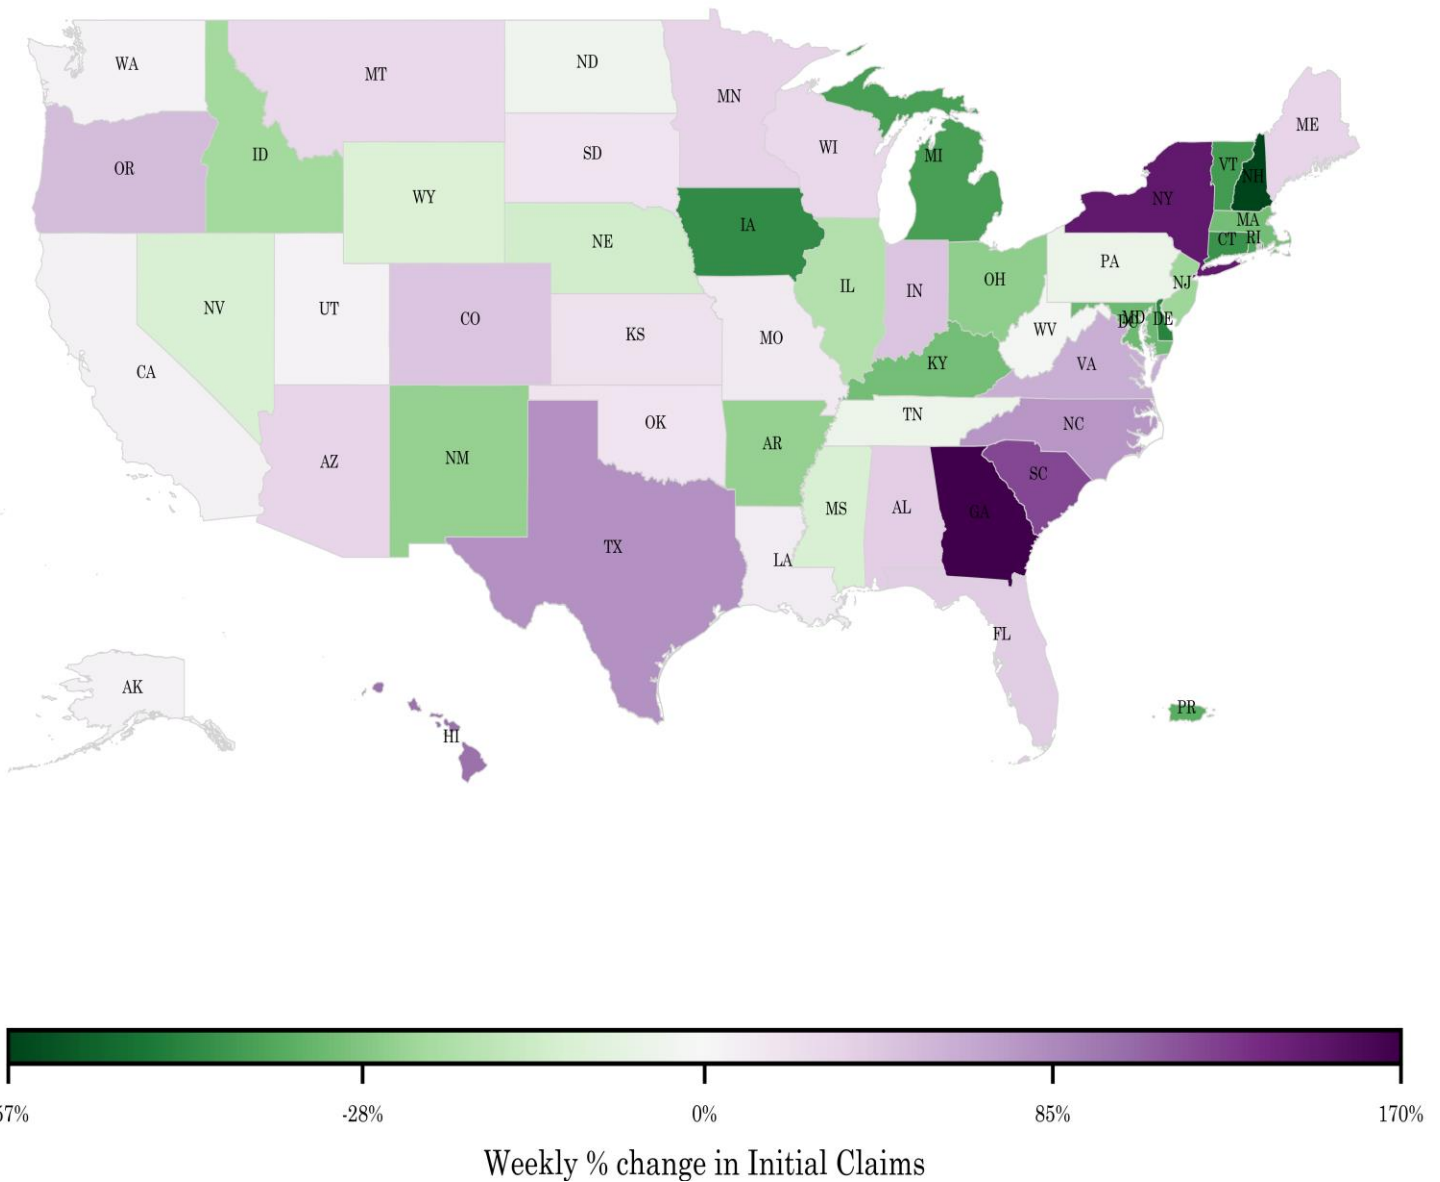 WA
MT
ND
MN
ME
OR
ID
SD
WI
MI
VT
NH
WY
NY
IA
MA
NE
CT
RI
PA
NV
UT
CO
IL
IN
OH
NJ
KS
MO
WV
DC
MD
DE
CA
KY
VA
OK
TN
NC
AZ
NM
AR
SC
MS
AL
GA
TX
LA
FL
AK
HI
PR
57%
-28%
0%
85%
170%
Weekly % change in Initial Claims